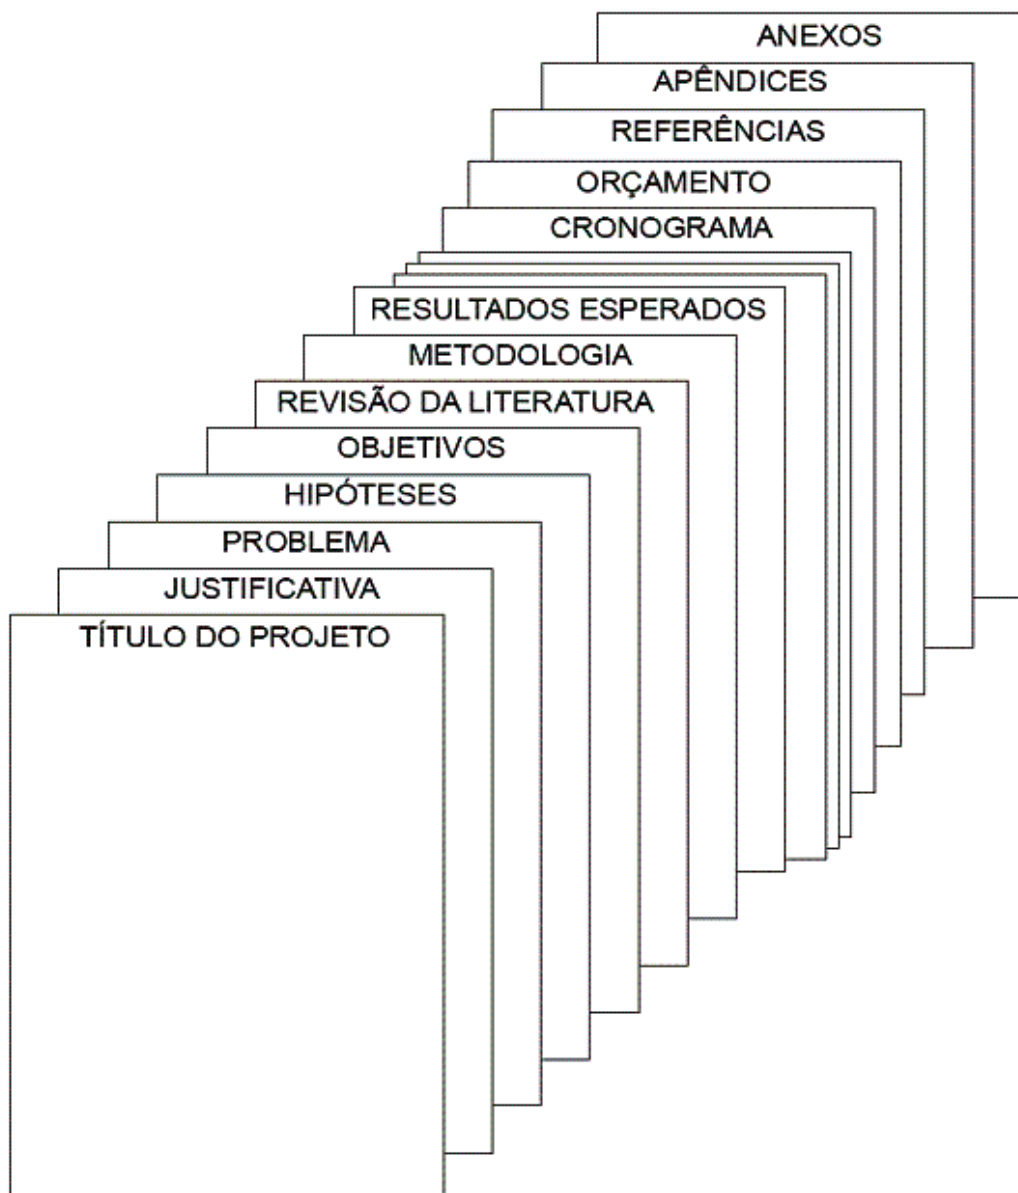 ANEXOS
APÊNDICES
REFERÊNCIAS
ORÇAMENTO
CRONOGRAMA
RESULTADOS ESPERADOS
METODOLOGIA
REVISÃO DA LITERATURA
OBJETIVOS
HIPÓTESES
PROBLEMA
JUSTIFICATIVA
TÍTULO DO PROJETO